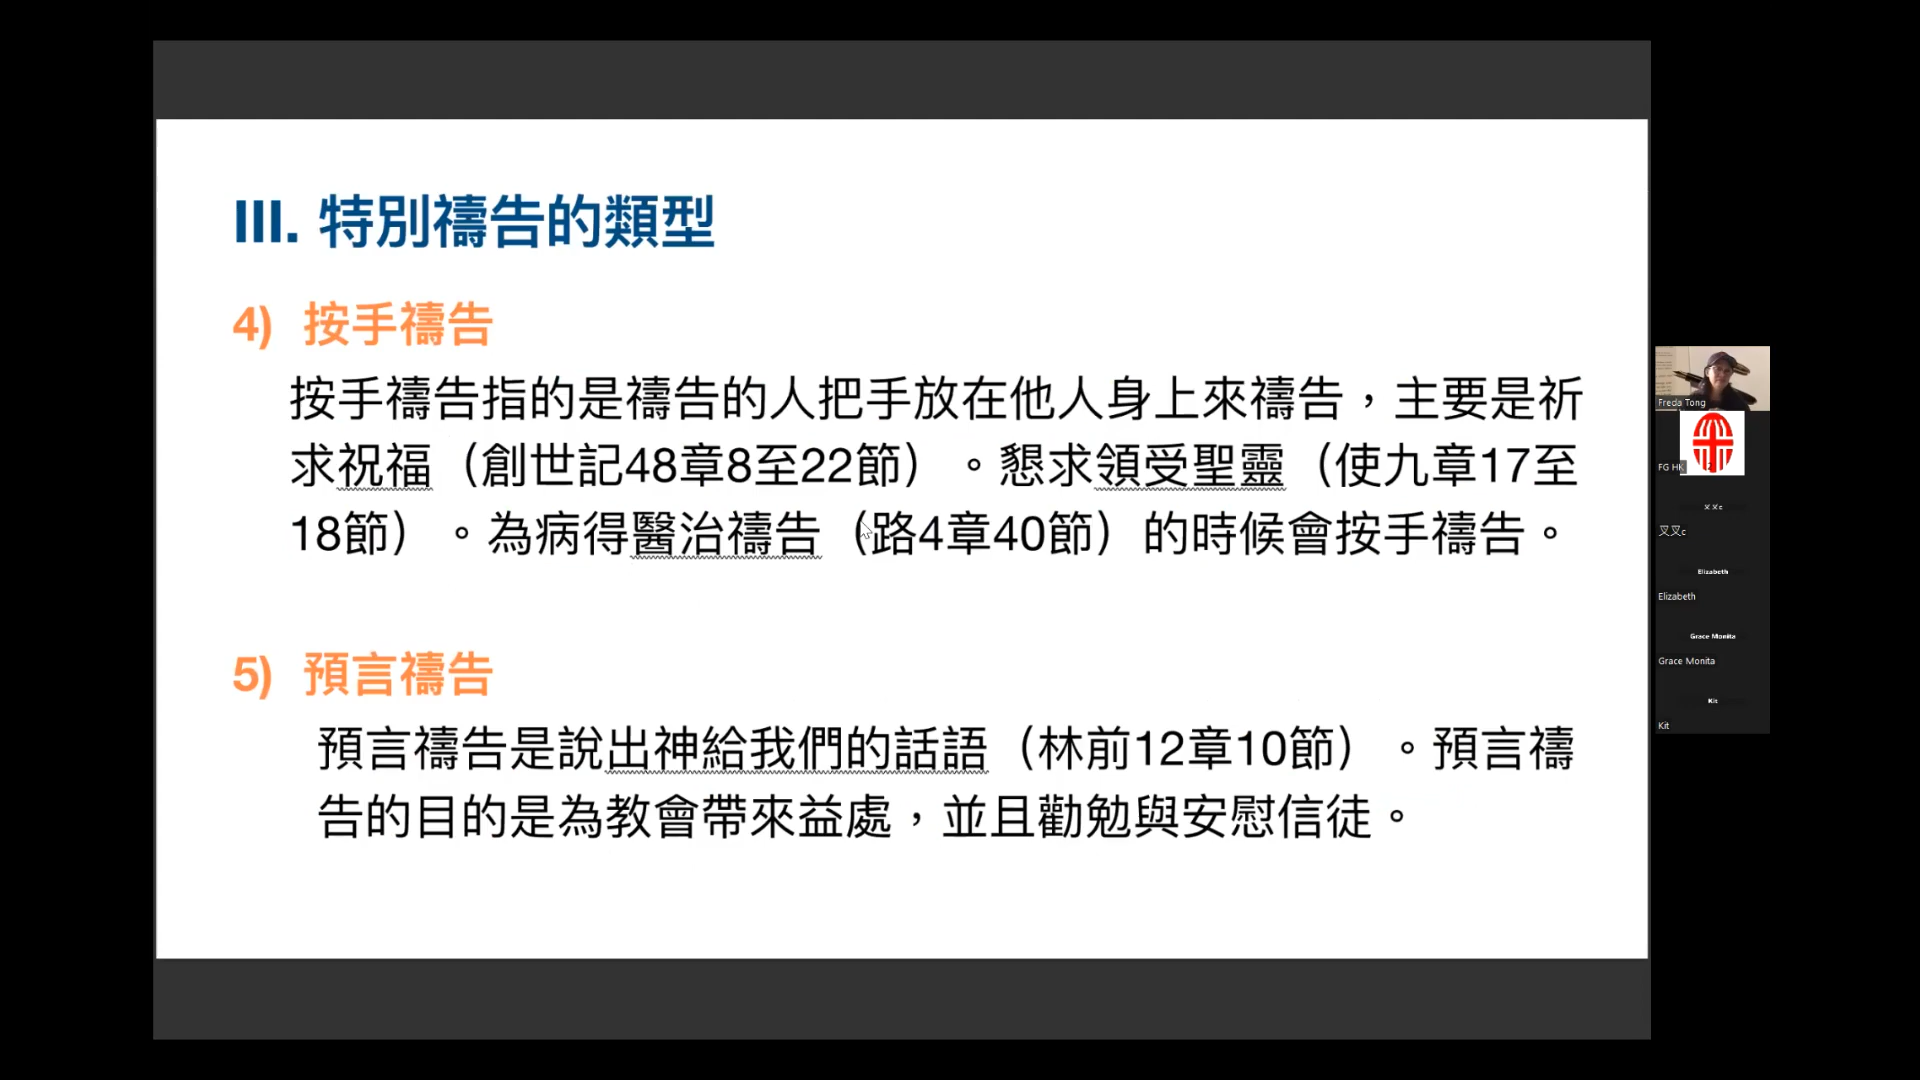 III. 特別禱告的類型
4) 按手禱告
按手禱告指的是禱告的人把手放在他人身上來禱告，主要是祈
求祝福（創世記48章8至22節）。懇求領受聖靈（使九章17至
18節）。為病得醫治禱告（路4章40節）的時候會按手禱告。
5) 預言禱告
預言禱告是說出神給我們的話語（林前12章10節）。預言禱
告的目的是為教會帶來益處，並且勸勉與安慰信徒。
Freda Tong
FG HK
叉叉c
叉叉c
Elizabeth
Elizabeth
Grace Monita
Grace Monita
Kit
Kit